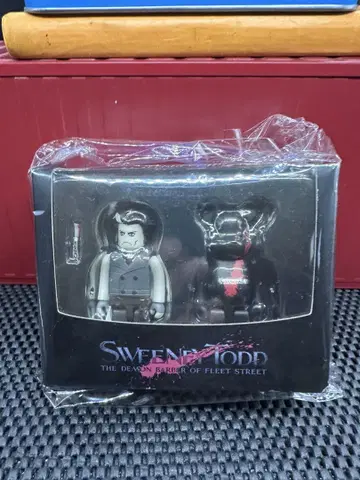 SWEENEY TODD
THE DEMON BARBER OF FLEET STREET